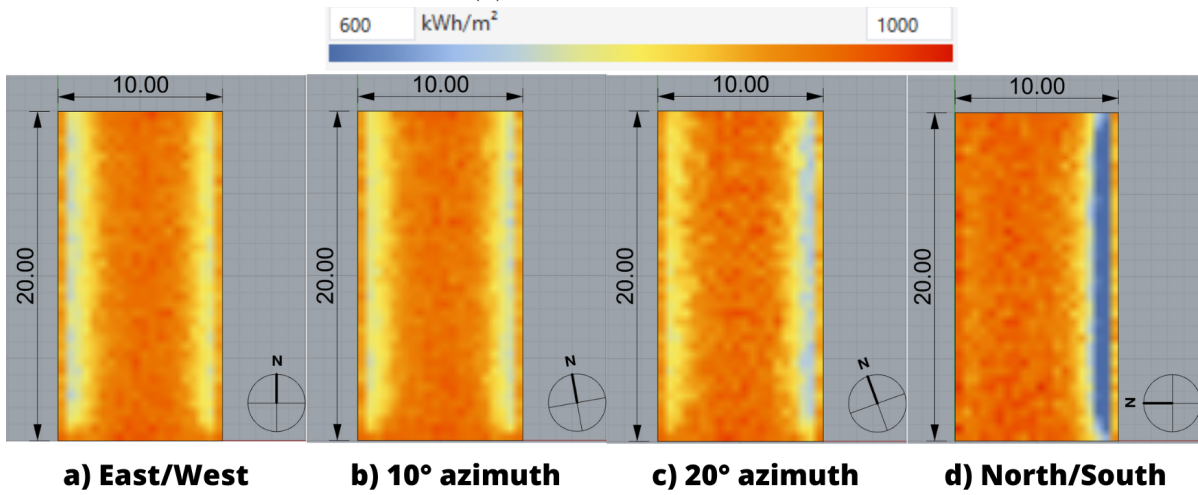 600 kWh/m² 1000
10.00 10.00 10.00 10.00
20.00 20.00 20.00 20.00
N N N N
a) East/West b) 10° azimuth c) 20° azimuth d) North/South